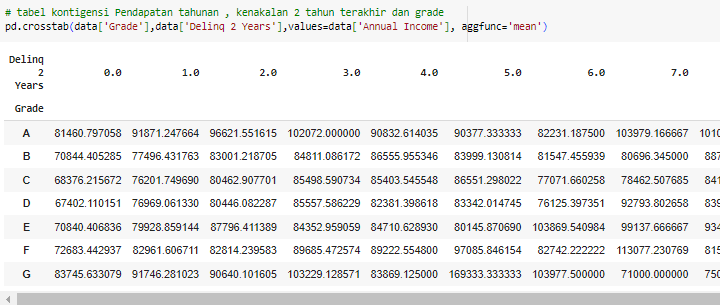 # tabel kontigensi Pendapatan tahunan , kenakalan 2 tahun terakhir dan grade
pd.crosstab(data['Grade'],data['Delinq 2 Years'],values=data['Annual Income'], aggfunc='mean')
Delinq
2 0.0 1.0 2.0 3.0 4.0 5.0 6.0 7.0
Years
Grade
A 81460.797058 91871.247664 96621.551615 102072.000000 90832.614035 90377.333333 82231.187500 103979.166667 1010
B 70844.405285 77496.431763 83001.218705 84811.086172 86555.955346 83999.130814 81547.455939 80696.345000 887
C 68376.215672 76201.749690 80462.907701 85498.590734 85403.545548 86551.298022 77071.660258 78462.507685 841
D 67402.110151 76969.061330 80446.082287 85557.586229 82381.398618 83342.014745 76125.397351 92793.802658 839
E 70840.406836 79928.859144 87796.411389 84352.959059 84710.628930 80145.870690 103869.540984 99137.666667 934
F 72683.442937 82961.606711 82814.239583 89685.472574 89222.554800 97085.846154 82742.222222 113077.230769 815
G 83745.633079 91746.281023 90640.101605 103229.128571 83869.125000 169333.333333 103977.500000 71000.000000 750